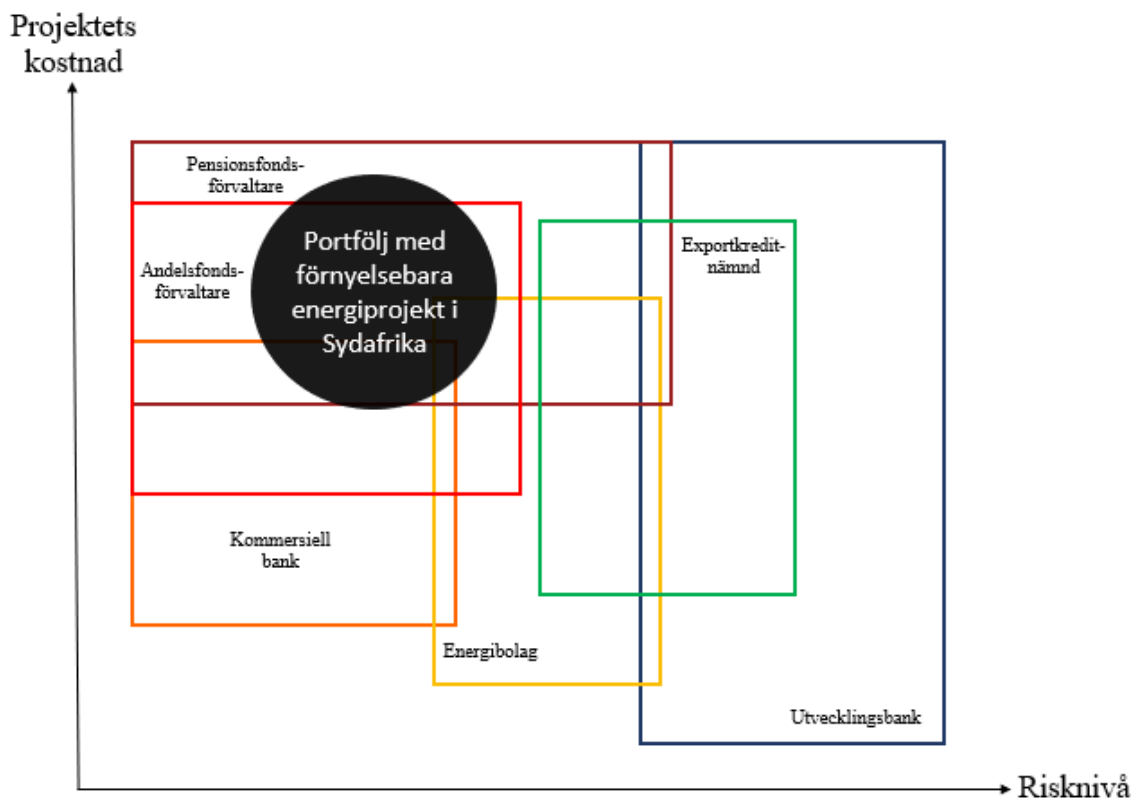 Projektets
kostnad
Pensionsfonds-
förvaltare
Portfölj med
förnyelsebara
energiprojekt i
Sydafrika
Exportkredit-
nämnd
Andelsfonds-
förvaltare
Kommersiell
bank
Energibolag
Utvecklingsbank
Risknivå